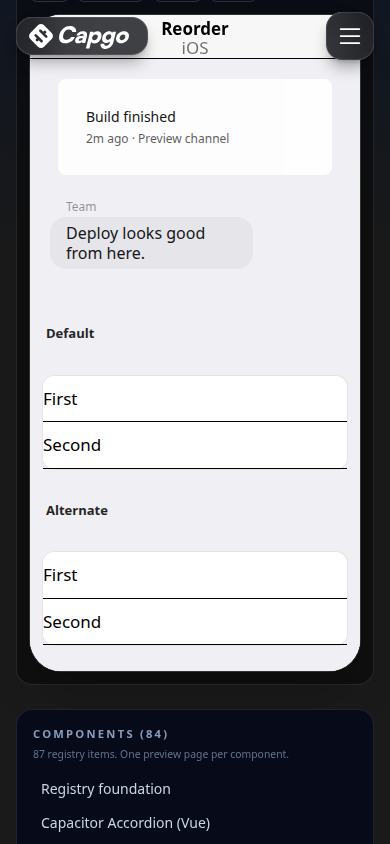 Capgo
Reorder
iOS
Build finished
2m ago · Preview channel
Team
Deploy looks good
from here.
Default
First
Second
Alternate
First
Second
COMPONENTS (84)
87 registry items. One preview page per component.
Registry foundation
Capacitor Accordion (Vue)